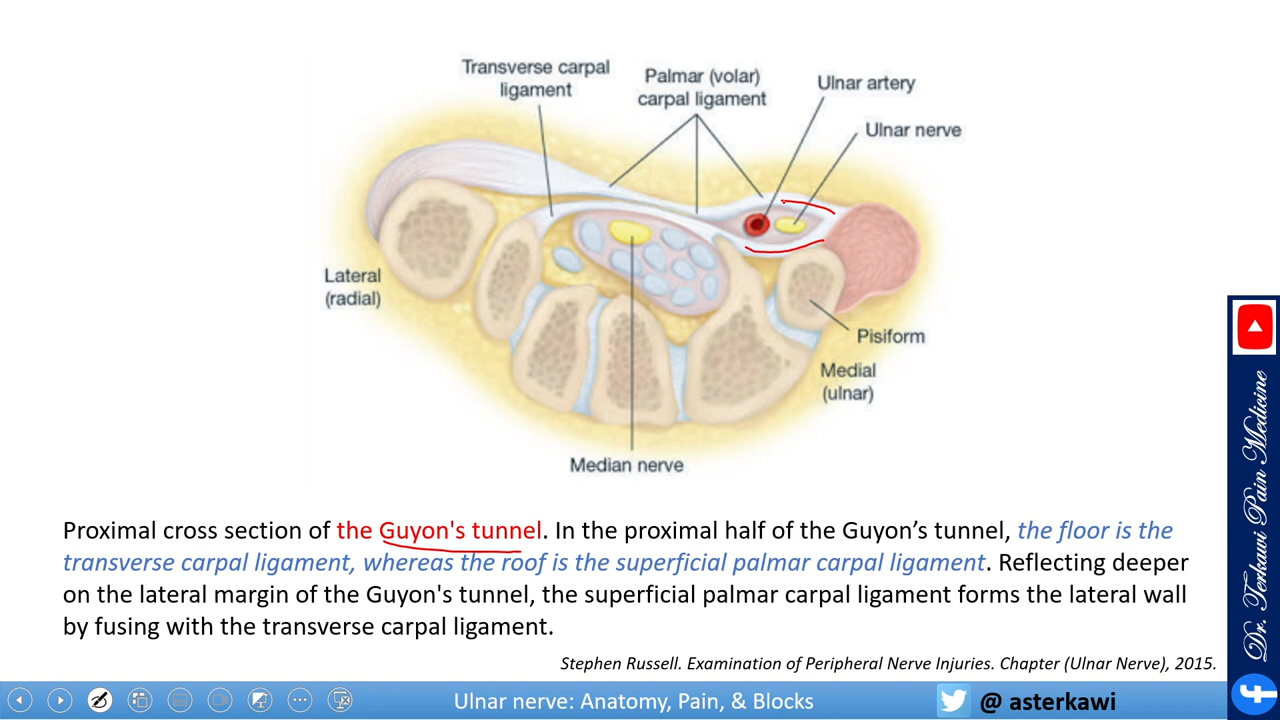 Transverse carpal
ligament
Palmar (volar)
carpal ligament
Ulnar artery
Ulnar nerve
Lateral
(radial)
Pisiform
Medial
(ulnar)
Median nerve
Proximal cross section of the Guyon's tunnel. In the proximal half of the Guyon’s tunnel, the floor is the
transverse carpal ligament, whereas the roof is the superficial palmar carpal ligament. Reflecting deeper
on the lateral margin of the Guyon's tunnel, the superficial palmar carpal ligament forms the lateral wall
by fusing with the transverse carpal ligament.
Stephen Russell. Examination of Peripheral Nerve Injuries. Chapter (Ulnar Nerve), 2015.
Ulnar nerve: Anatomy, Pain, & Blocks
@ asterkawi
Dr. Terkawi Pain Medicine